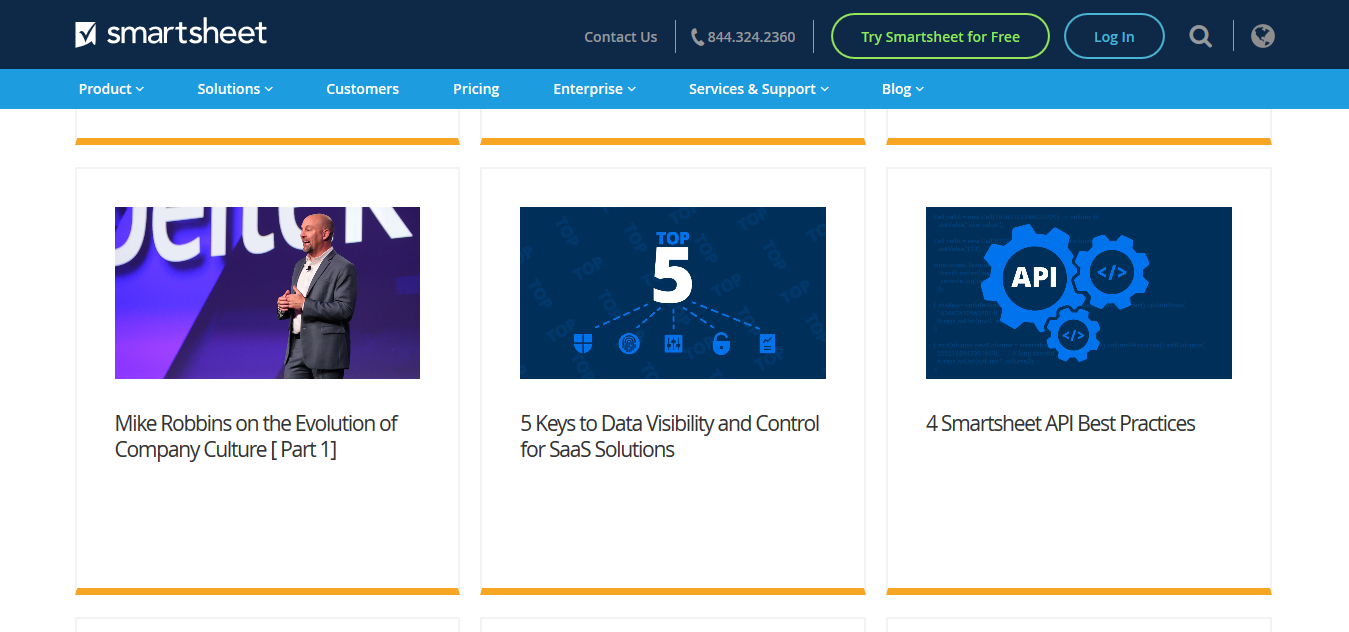 smartsheet
Contact Us
844.324.2360
Try Smartsheet for Free
Log In
Product
Solutions
Customers
Pricing
Enterprise
Services & Support
Blog
TOP
5
API
</>
</>
Mike Robbins on the Evolution of
Company Culture [ Part 1]
5 Keys to Data Visibility and Control
for SaaS Solutions
4 Smartsheet API Best Practices